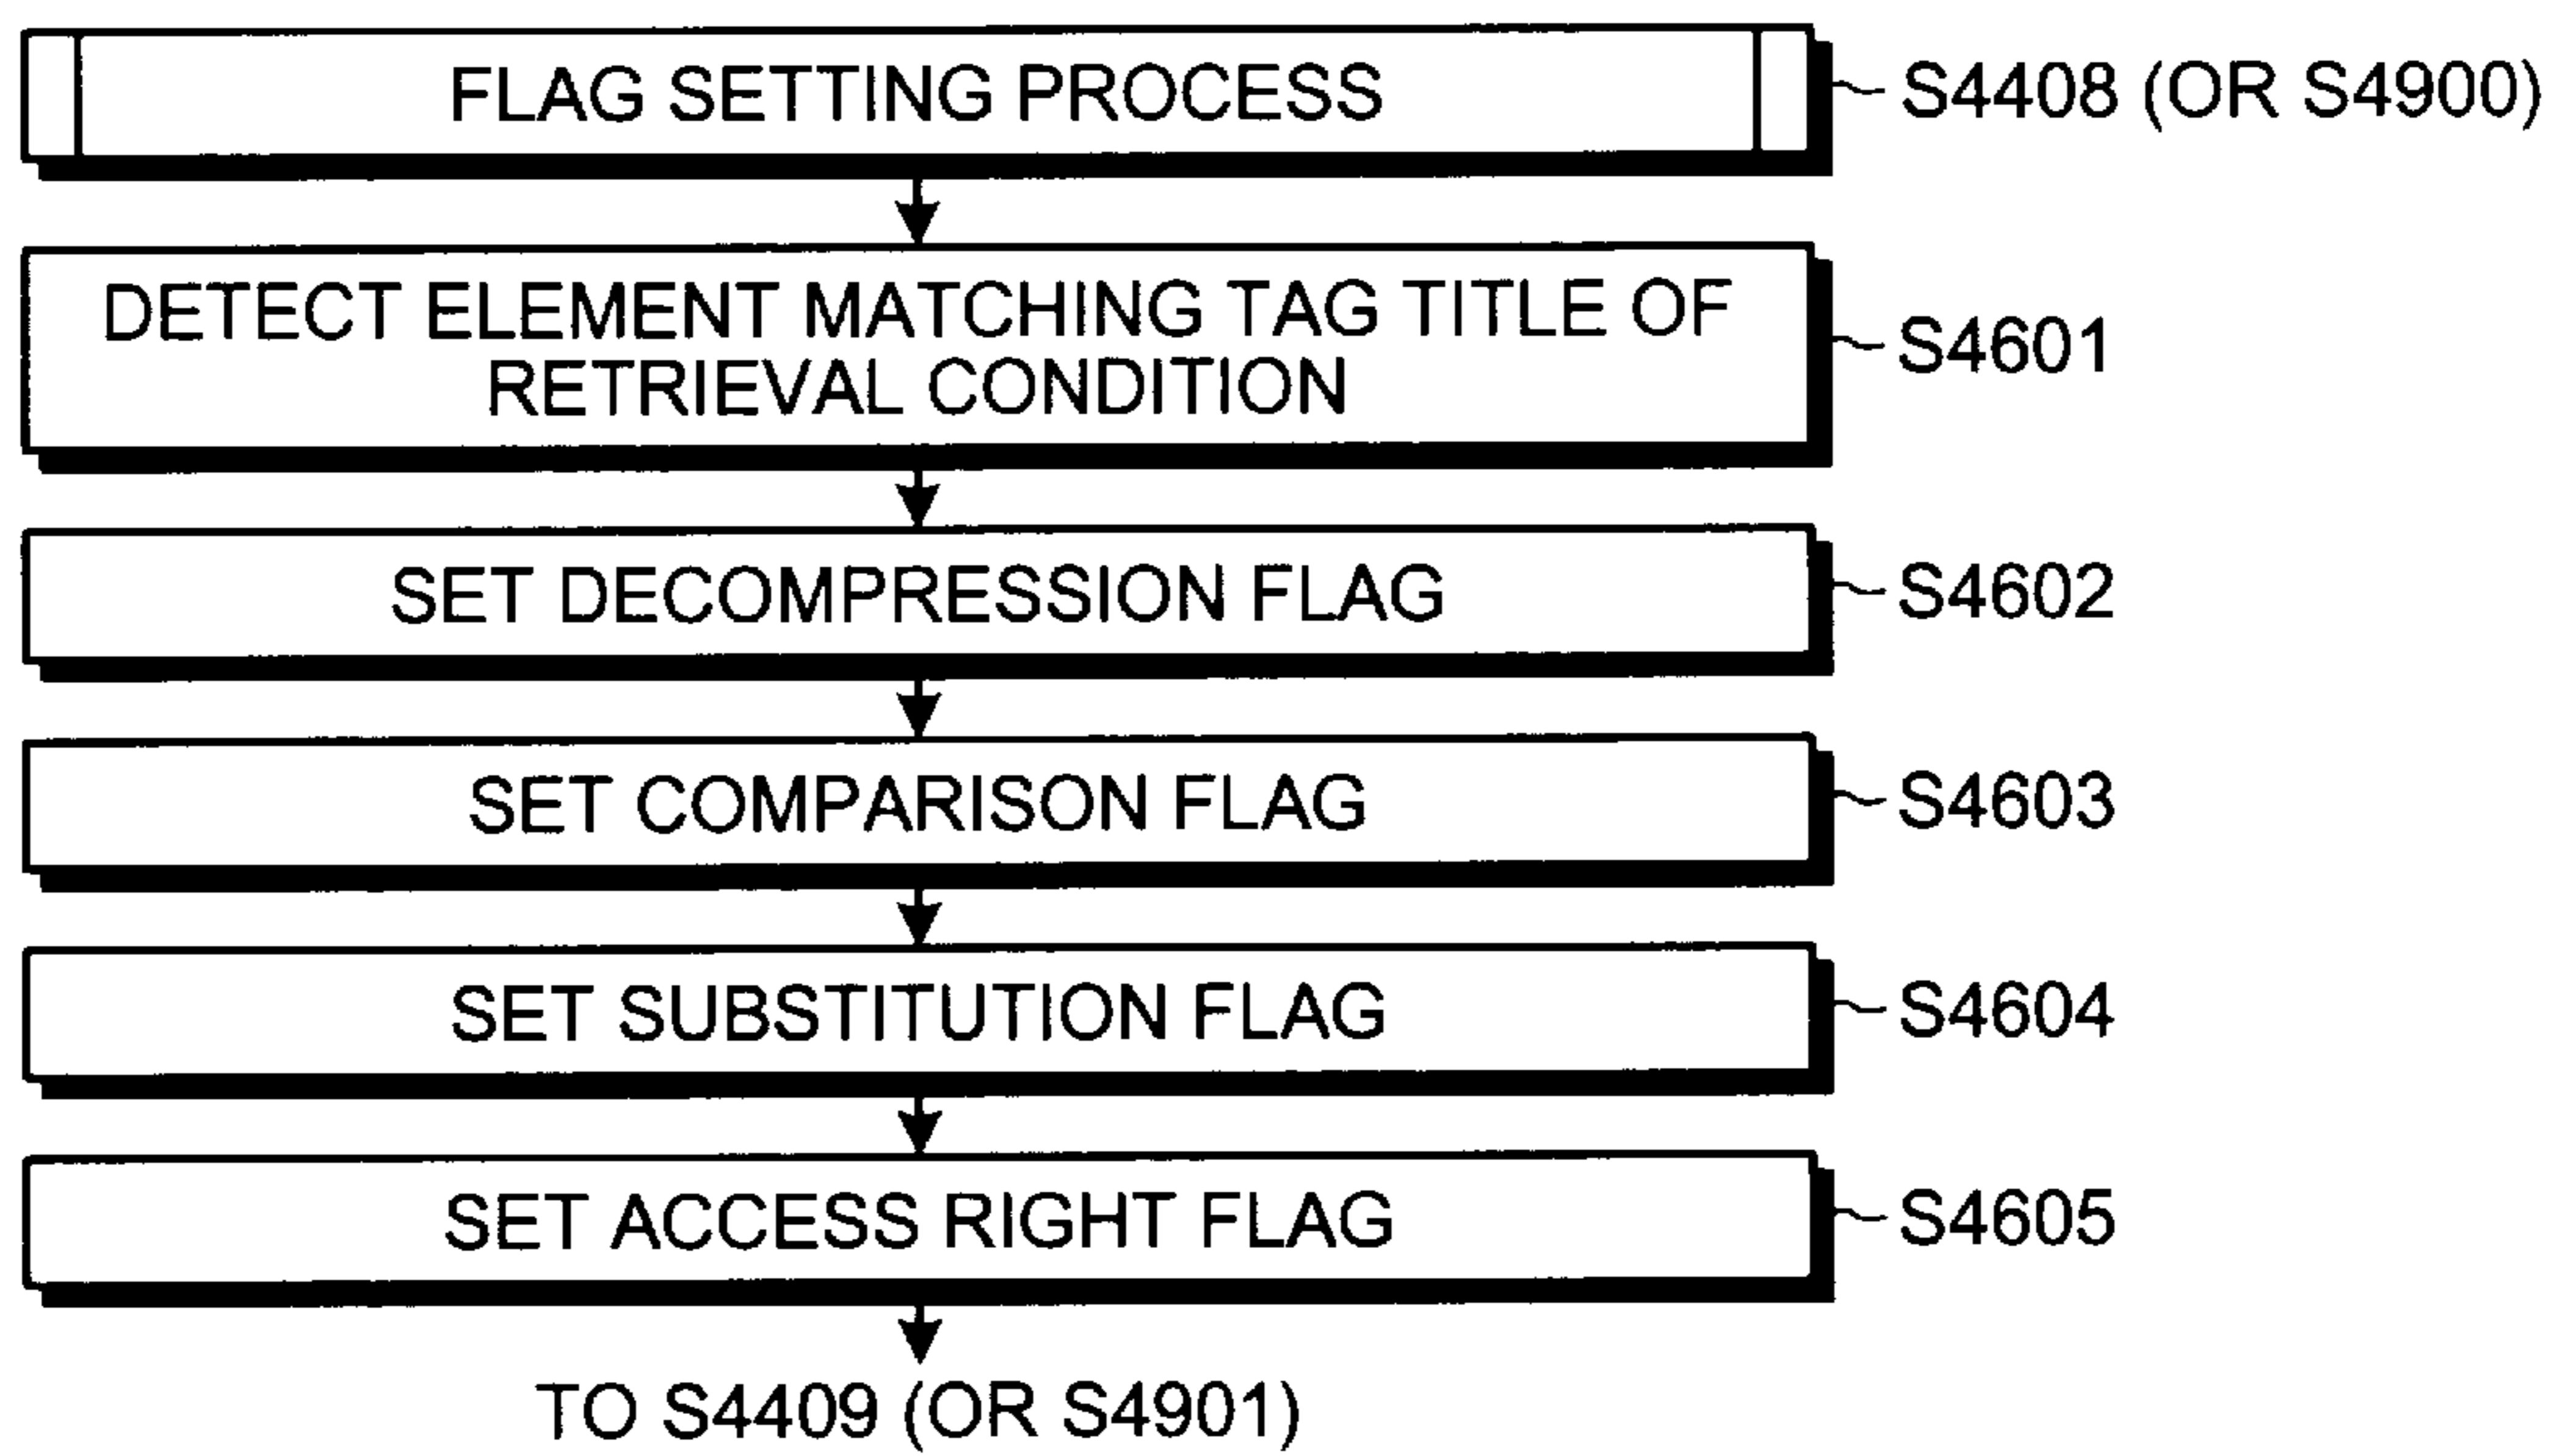 FLAG SETTING PROCESS
S4408 (OR S4900)
DETECT ELEMENT MATCHING TAG TITLE OF
RETRIEVAL CONDITION
S4601
SET DECOMPRESSION FLAG
S4602
SET COMPARISON FLAG
S4603
SET SUBSTITUTION FLAG
S4604
SET ACCESS RIGHT FLAG
S4605
TO S4409 (OR S4901)